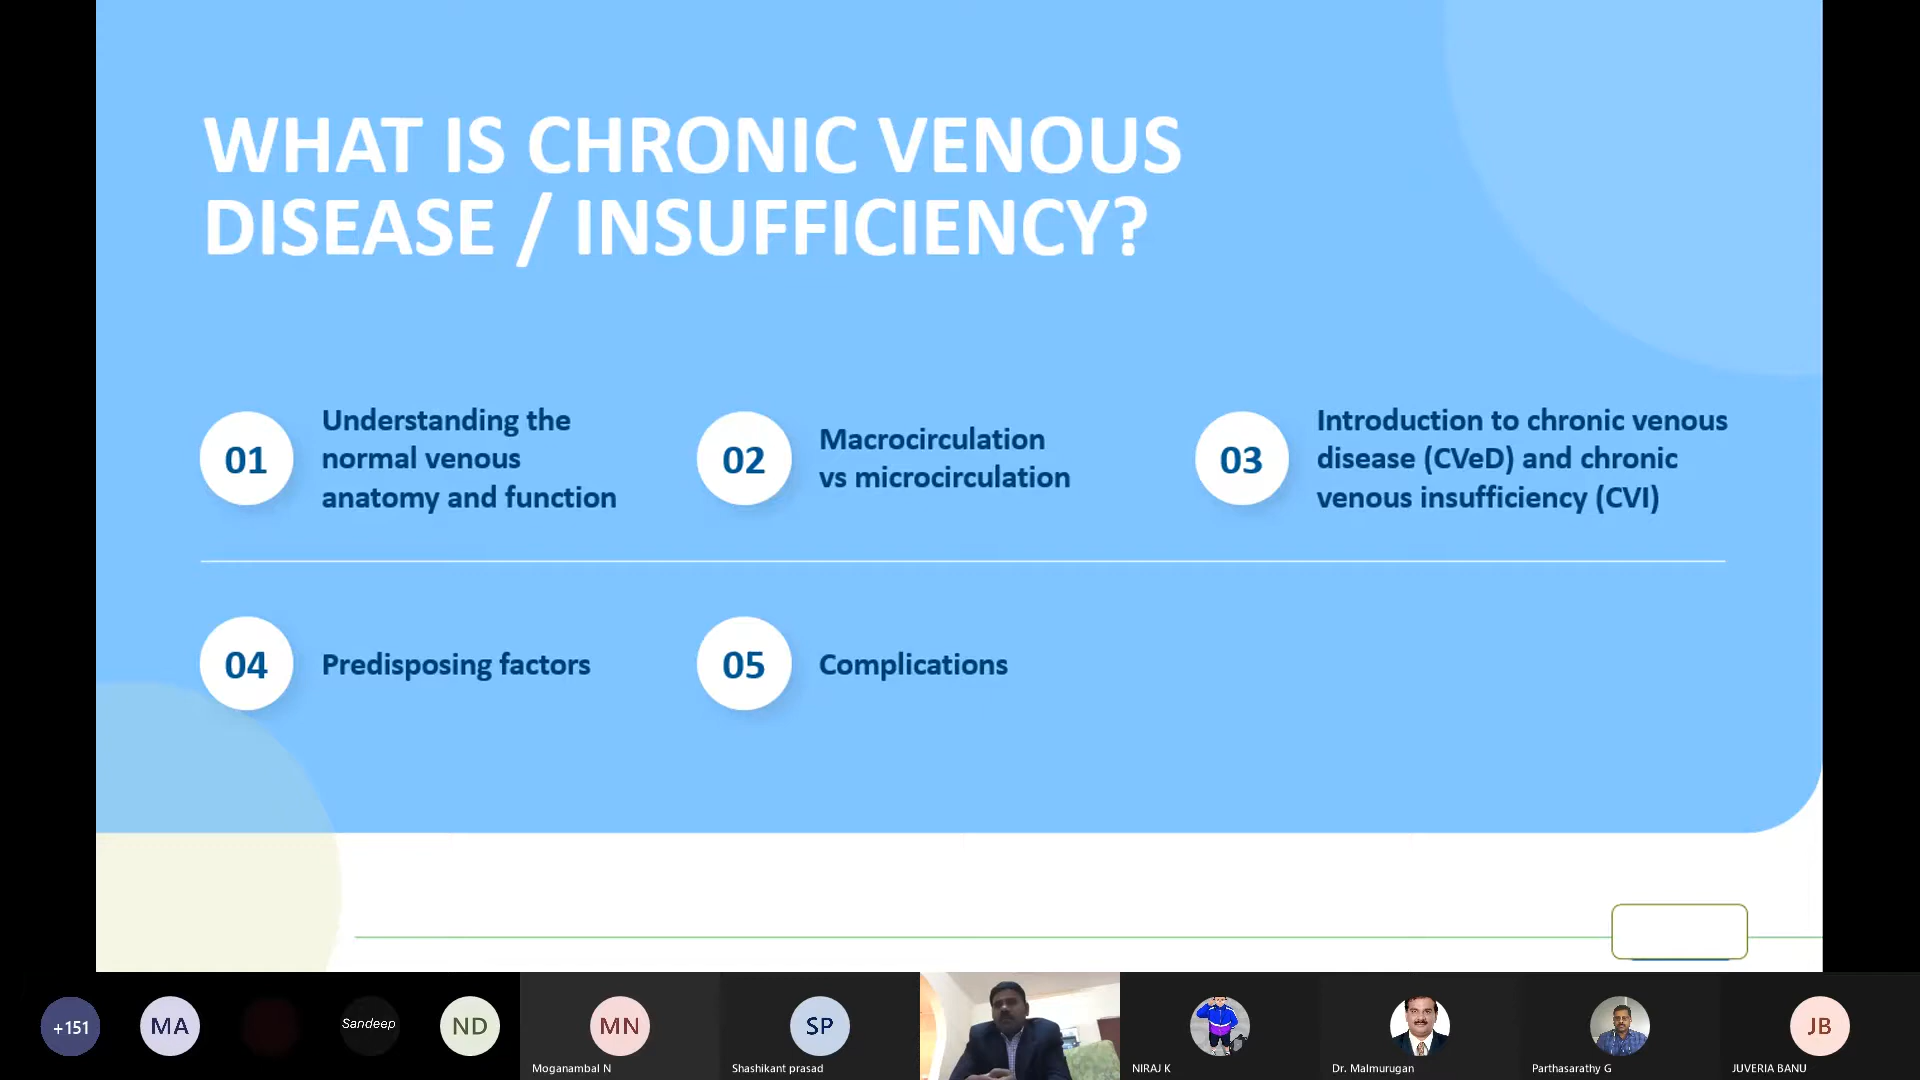 WHAT IS CHRONIC VENOUS
DISEASE / INSUFFICIENCY?
01
Understanding the
normal venous
anatomy and function
02
Macrocirculation
vs microcirculation
03
Introduction to chronic venous
disease (CVeD) and chronic
venous insufficiency (CVI)
04
Predisposing factors
05
Complications
+151
MA
Sandeep
ND
MN
Moganambal N
SP
Shashikant prasad
NIRAJ K
Dr. Malmurugan
Parthasarathy G
JB
JUVERIA BANU